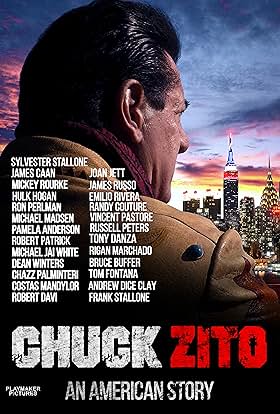 SYLVESTER STALLONE
JAMES CAAN
MICKEY ROURKE
HULK HOGAN
RON PERLMAN
MICHAEL MADSEN
PAMELA ANDERSON
ROBERT PATRICK
MICHAEL JAI WHITE
DEAN WINTERS
CHAZZ PALMINTERI
COSTAS MANDYLOR
ROBERT DAVI
JOAN JETT
JAMES RUSSO
EMILIO RIVERA
RANDY COUTURE
VINCENT PASTORE
RUSSELL PETERS
TONY DANZA
RIGAN MARCHADO
BRUCE BUFFER
TOM FONTANA
ANDREW DICE CLAY
FRANK STALLONE
CHUCK ZITO
AN AMERICAN STORY
PLAYMAKER
PICTURES